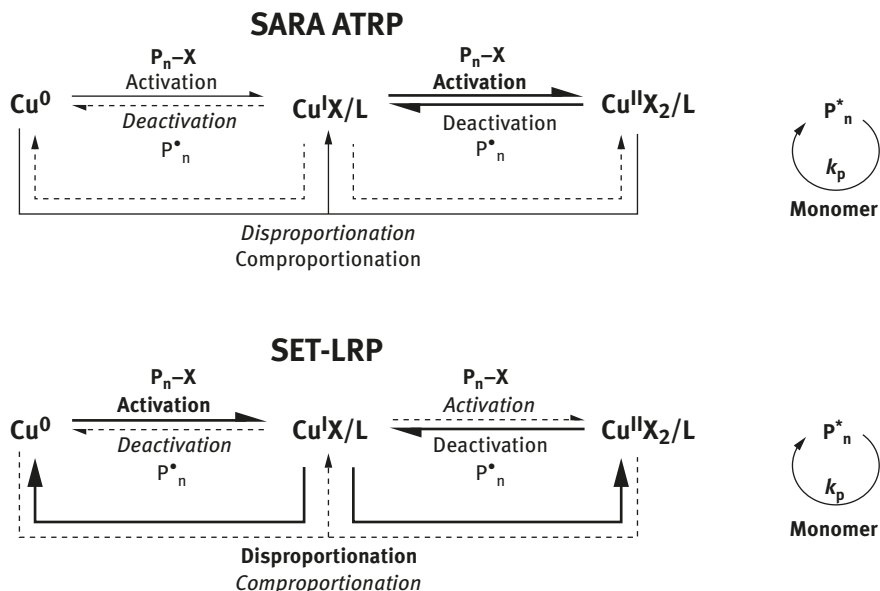 SARA ATRP
Pₙ–X Pₙ–X
Activation Activation
Cu⁰ CuᴵX/L CuᴵᴵX₂/L P*ₙ
Deactivation Deactivation
P•ₙ P•ₙ
kₚ
Monomer
Disproportionation
Comproportionation
SET-LRP
Pₙ–X Pₙ–X
Activation Activation
Cu⁰ CuᴵX/L CuᴵᴵX₂/L P*ₙ
Deactivation Deactivation
P•ₙ P•ₙ
kₚ
Monomer
Disproportionation
Comproportionation